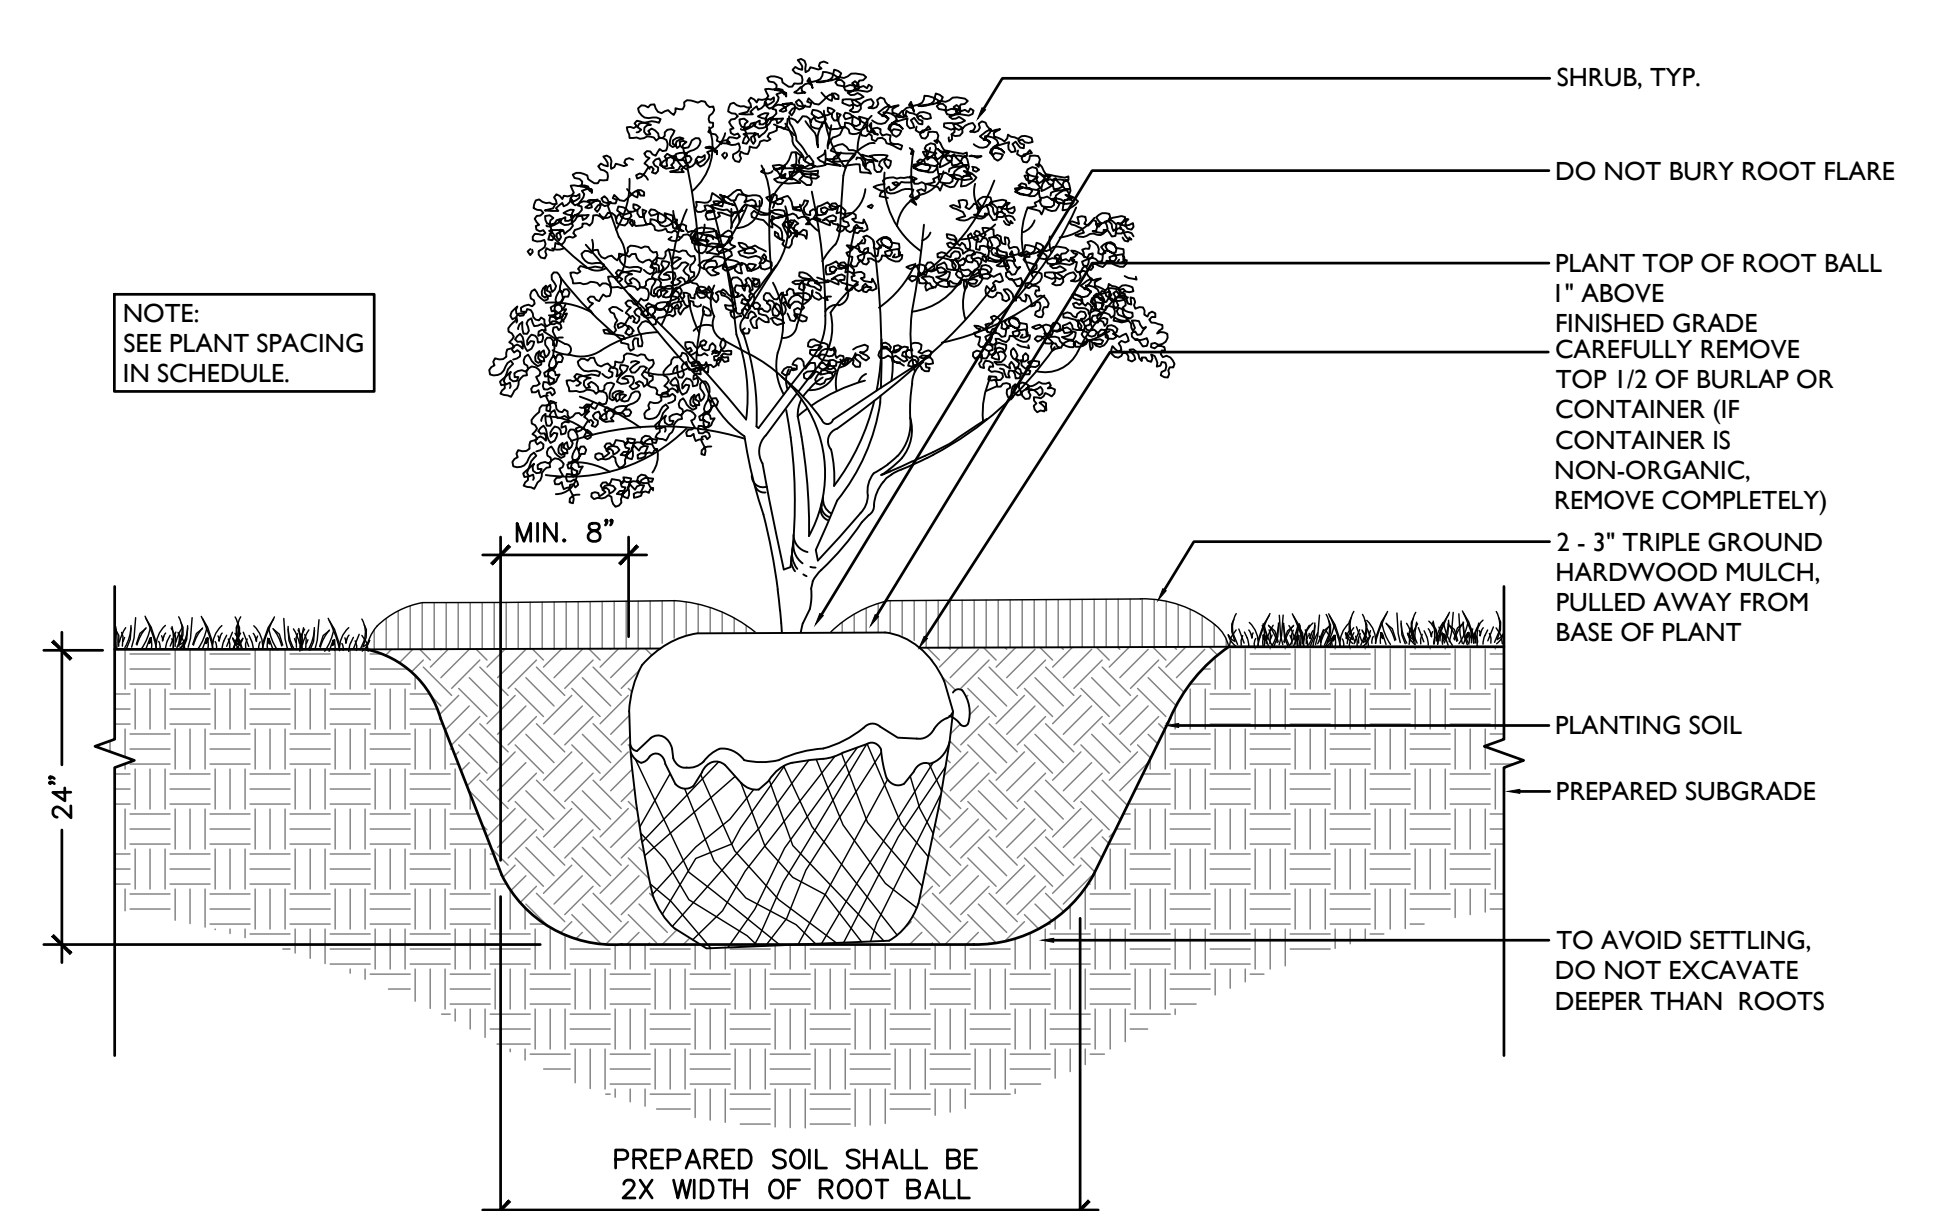 SHRUB, TYP.
DO NOT BURY ROOT FLARE
PLANT TOP OF ROOT BALL
1" ABOVE
FINISHED GRADE
CAREFULLY REMOVE
TOP 1/2 OF BURLAP OR
CONTAINER (IF
CONTAINER IS
NON-ORGANIC,
REMOVE COMPLETELY)
2 - 3" TRIPLE GROUND
HARDWOOD MULCH,
PULLED AWAY FROM
BASE OF PLANT
PLANTING SOIL
PREPARED SUBGRADE
TO AVOID SETTLING,
DO NOT EXCAVATE
DEEPER THAN ROOTS
NOTE:
SEE PLANT SPACING
IN SCHEDULE.
MIN. 8”
24”
PREPARED SOIL SHALL BE
2X WIDTH OF ROOT BALL